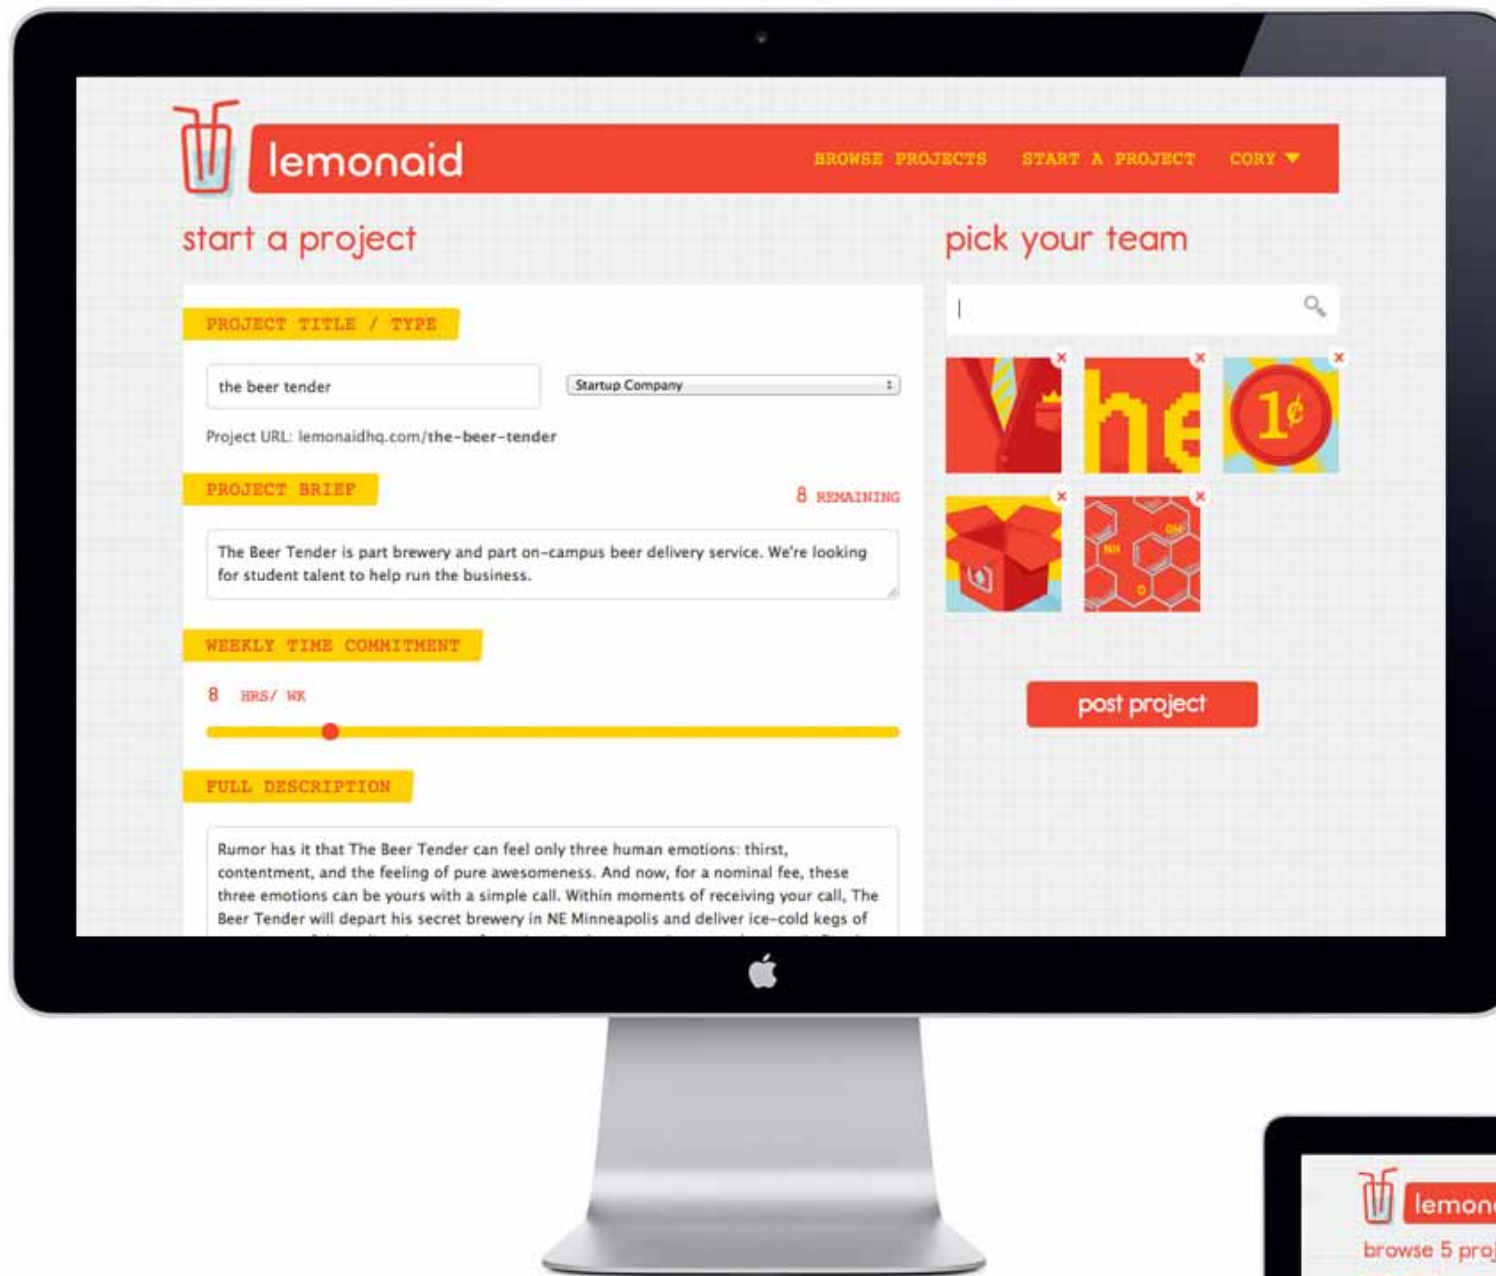 lemonaid
BROWSE PROJECTS START A PROJECT CORY
start a project
PROJECT TITLE / TYPE
the beer tender
Startup Company
Project URL: lemonaidhq.com/the-beer-tender
PROJECT BRIEF
8 REMAINING
The Beer Tender is part brewery and part on-campus beer delivery service. We're looking
for student talent to help run the business.
WEEKLY TIME COMMITMENT
8 HRS/ WK
FULL DESCRIPTION
Rumor has it that The Beer Tender can feel only three human emotions: thirst,
contentment, and the feeling of pure awesomeness. And now, for a nominal fee, these
three emotions can be yours with a simple call. Within moments of receiving your call, The
Beer Tender will depart his secret brewery in NE Minneapolis and deliver ice-cold kegs of
pick your team
he
1¢
OH
NH
O
post project
lemon
browse 5 proj